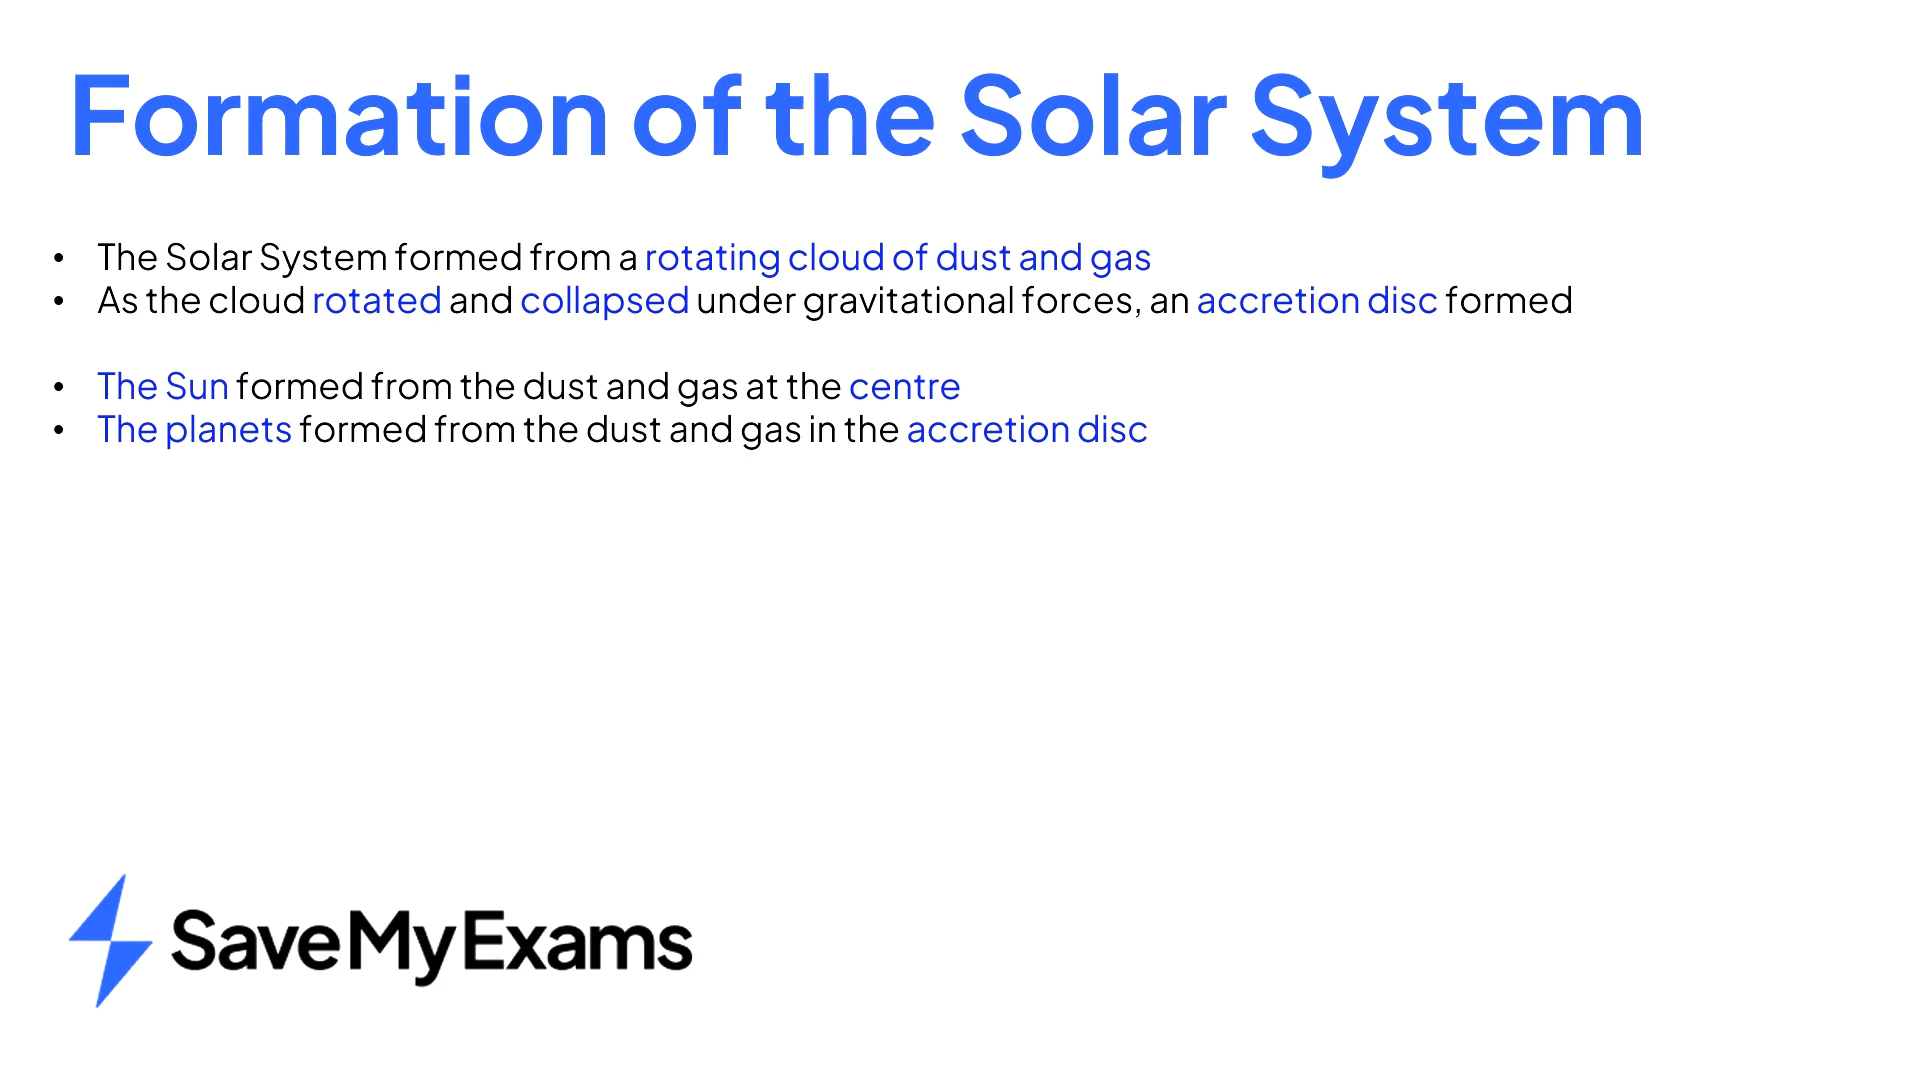 Formation of the Solar System
• The Solar System formed from a rotating cloud of dust and gas
• As the cloud rotated and collapsed under gravitational forces, an accretion disc formed
• The Sun formed from the dust and gas at the centre
• The planets formed from the dust and gas in the accretion disc
SaveMyExams